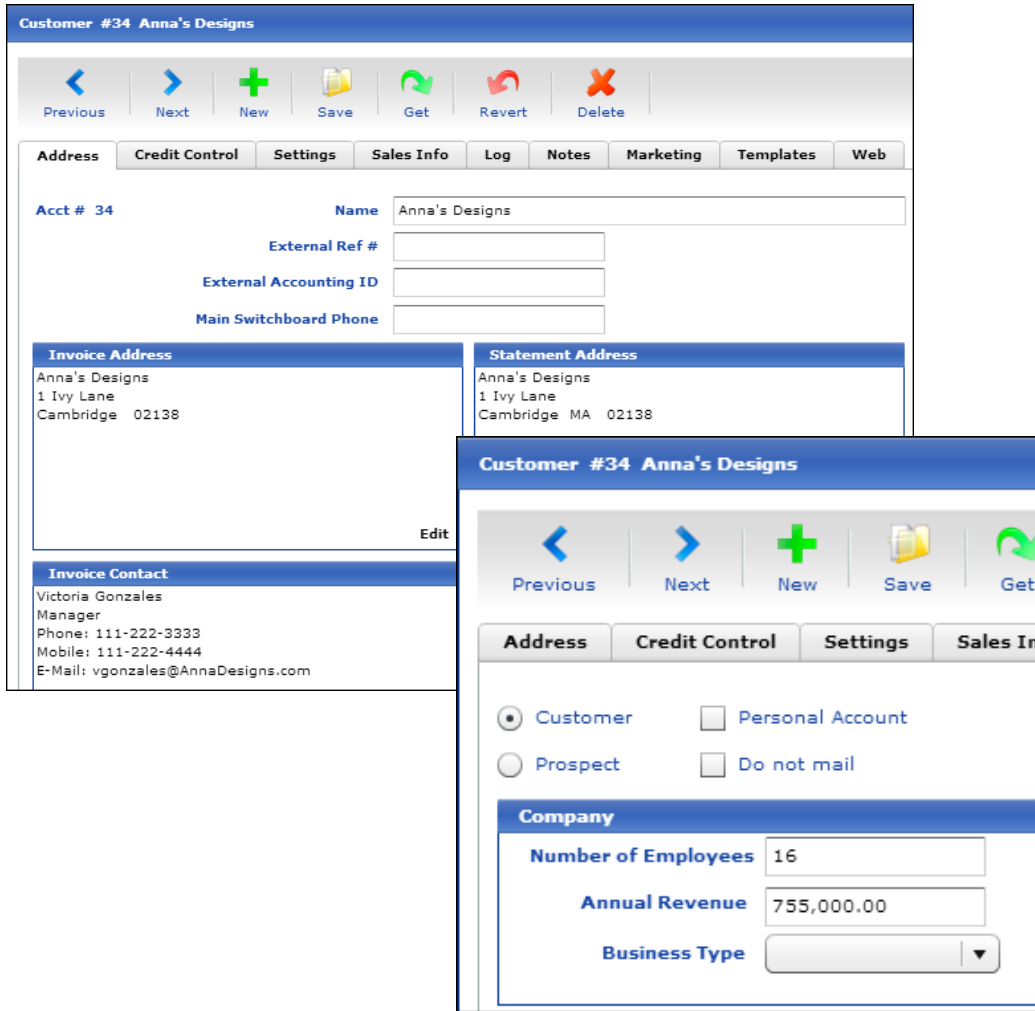 Customer #34 Anna's Designs
Previous Next New Save Get Revert Delete
Address Credit Control Settings Sales Info Log Notes Marketing Templates Web
Acct # 34 Name Anna's Designs
External Ref #
External Accounting ID
Main Switchboard Phone
Invoice Address
Anna's Designs
1 Ivy Lane
Cambridge 02138
Edit
Statement Address
Anna's Designs
1 Ivy Lane
Cambridge MA 02138
Invoice Contact
Victoria Gonzales
Manager
Phone: 111-222-3333
Mobile: 111-222-4444
E-Mail: vgonzales@AnnaDesigns.com
Customer #34 Anna's Designs
Previous Next New Save Get
Address Credit Control Settings Sales In
Customer Personal Account
Prospect Do not mail
Company
Number of Employees 16
Annual Revenue 755,000.00
Business Type